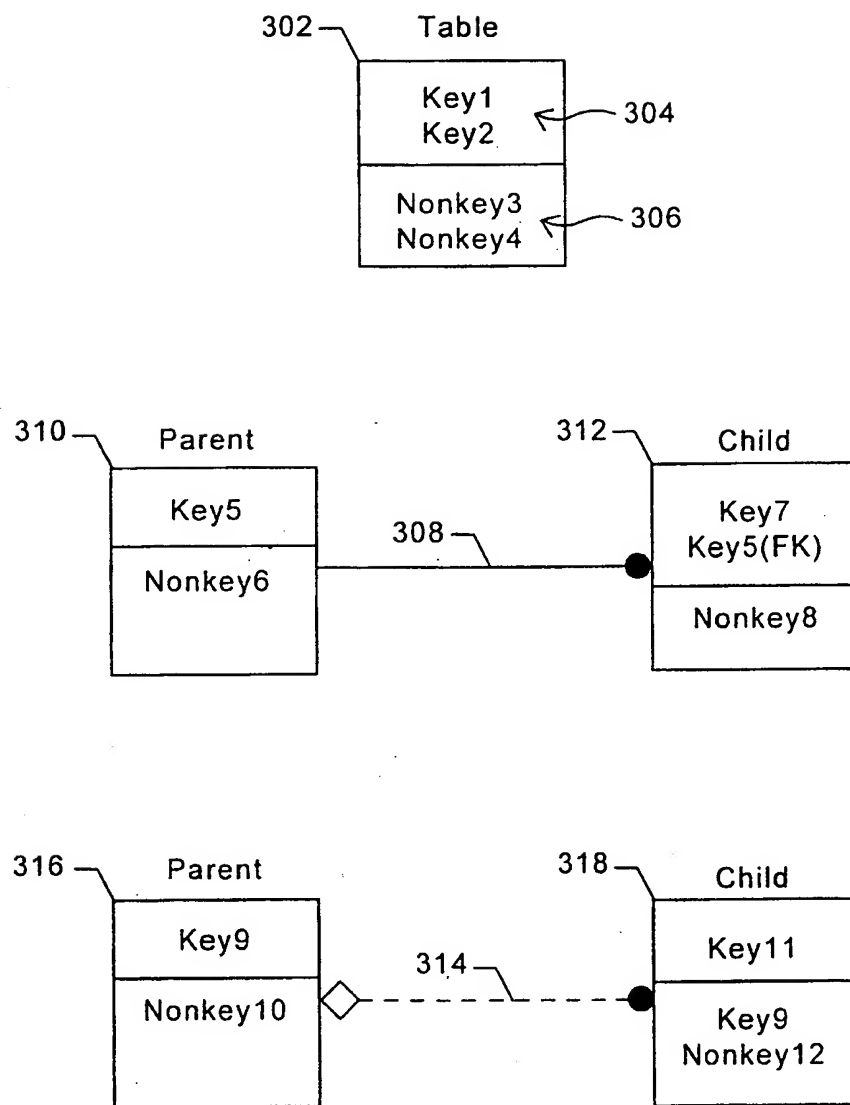 302 Table
Key1
Key2
304
Nonkey3
Nonkey4
306
310 Parent
312 Child
Key5
Nonkey6
308
Key7
Key5(FK)
Nonkey8
316 Parent
318 Child
Key9
Nonkey10
314
Key11
Key9
Nonkey12